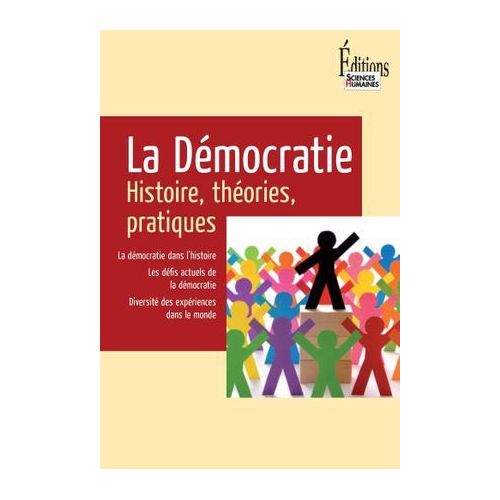 Éditions
SCIENCES
HUMAINES
La Démocratie
Histoire, théories,
pratiques
La démocratie dans l'histoire
Les défis actuels de
la démocratie
Diversité des expériences
dans le monde